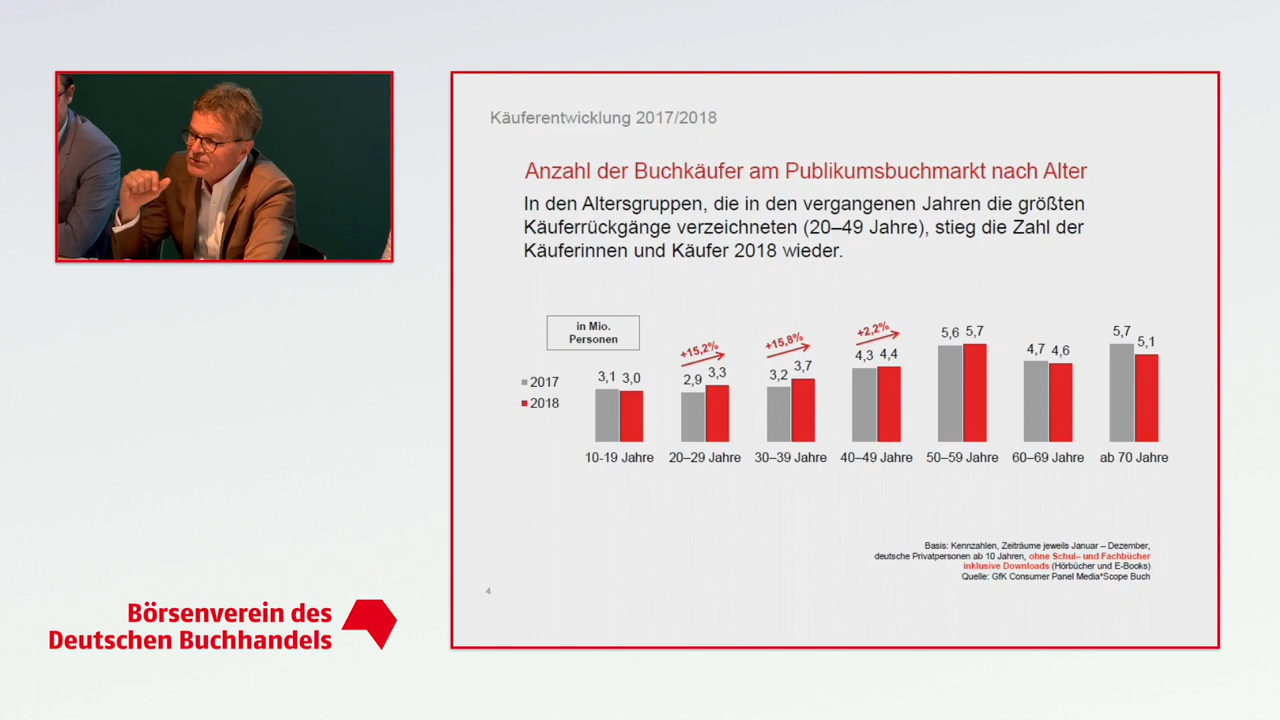 Käuferentwicklung 2017/2018
Anzahl der Buchkäufer am Publikumsbuchmarkt nach Alter
In den Altersgruppen, die in den vergangenen Jahren die größten
Käuferrückgänge verzeichneten (20–49 Jahre), stieg die Zahl der
Käuferinnen und Käufer 2018 wieder.
in Mio.
Personen
2017
2018
3,1 3,0
+15,2%
2,9 3,3
+15,8%
3,2 3,7
+2,2%
4,3 4,4
5,6 5,7
4,7 4,6
5,7 5,1
10-19 Jahre 20–29 Jahre 30–39 Jahre 40–49 Jahre 50–59 Jahre 60–69 Jahre ab 70 Jahre
Basis: Kennzahlen, Zeiträume jeweils Januar – Dezember,
deutsche Privatpersonen ab 10 Jahren, ohne Schul– und Fachbücher
inklusive Downloads (Hörbücher und E-Books)
Quelle: GfK Consumer Panel Media*Scope Buch
4
Börsenverein des
Deutschen Buchhandels